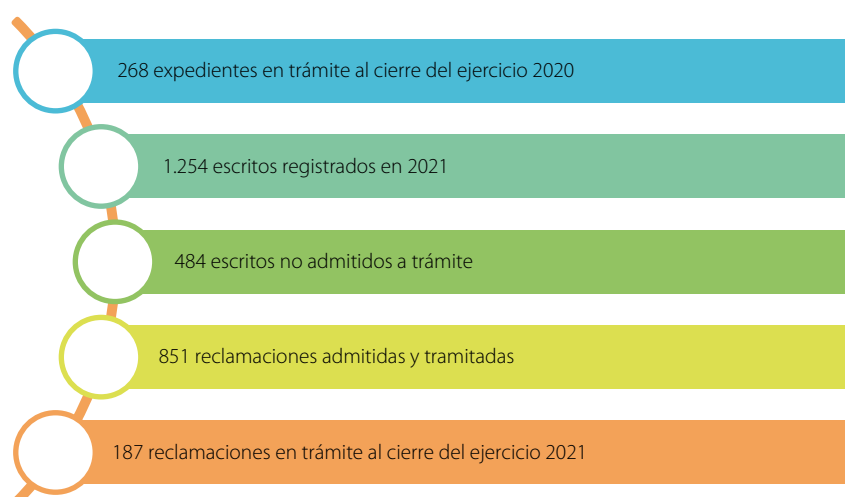 268 expedientes en trámite al cierre del ejercicio 2020
1.254 escritos registrados en 2021
484 escritos no admitidos a trámite
851 reclamaciones admitidas y tramitadas
187 reclamaciones en trámite al cierre del ejercicio 2021